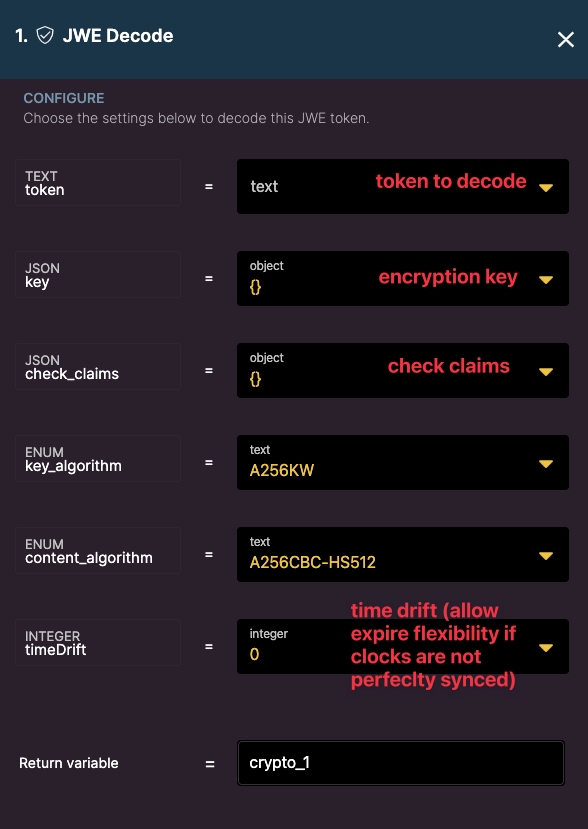 1. JWE Decode
CONFIGURE
Choose the settings below to decode this JWE token.
TEXT
token
=
text
token to decode
JSON
key
=
object
{}
encryption key
JSON
check_claims
=
object
{}
check claims
ENUM
key_algorithm
=
text
A256KW
ENUM
content_algorithm
=
text
A256CBC-HS512
INTEGER
timeDrift
=
integer
0
time drift (allow
expire flexibility if
clocks are not
perfeclty synced)
Return variable
=
crypto_1